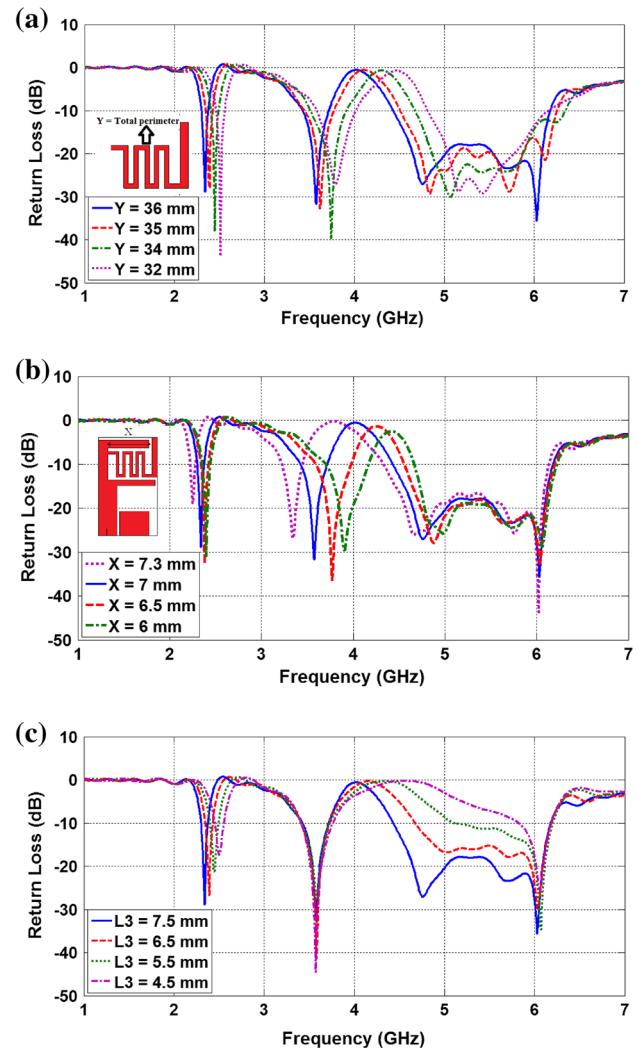 (a)
10
0
-10
-20
-30
-40
-50
Return Loss (dB)
Y = Total perimeter
Y = 36 mm
Y = 35 mm
Y = 34 mm
Y = 32 mm
1 2 3 4 5 6 7
Frequency (GHz)
(b)
10
0
-10
-20
-30
-40
-50
Return Loss (dB)
X
X = 7.3 mm
X = 7 mm
X = 6.5 mm
X = 6 mm
1 2 3 4 5 6 7
Frequency (GHz)
(c)
10
0
-10
-20
-30
-40
-50
Return Loss (dB)
L3 = 7.5 mm
L3 = 6.5 mm
L3 = 5.5 mm
L3 = 4.5 mm
1 2 3 4 5 6 7
Frequency (GHz)